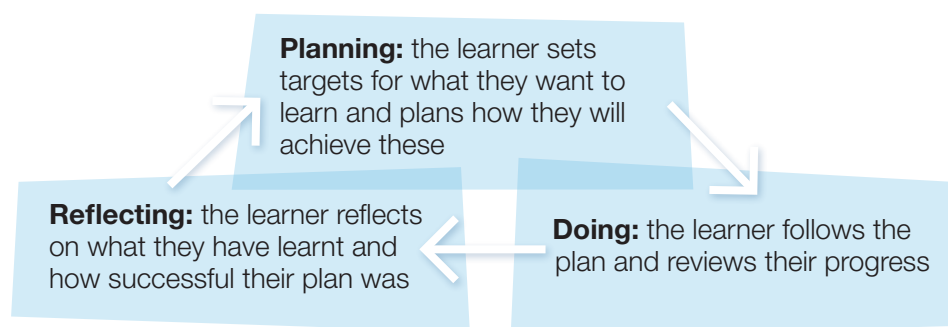 Planning: the learner sets
targets for what they want to
learn and plans how they will
achieve these
Doing: the learner follows the
plan and reviews their progress
Reflecting: the learner reflects
on what they have learnt and
how successful their plan was